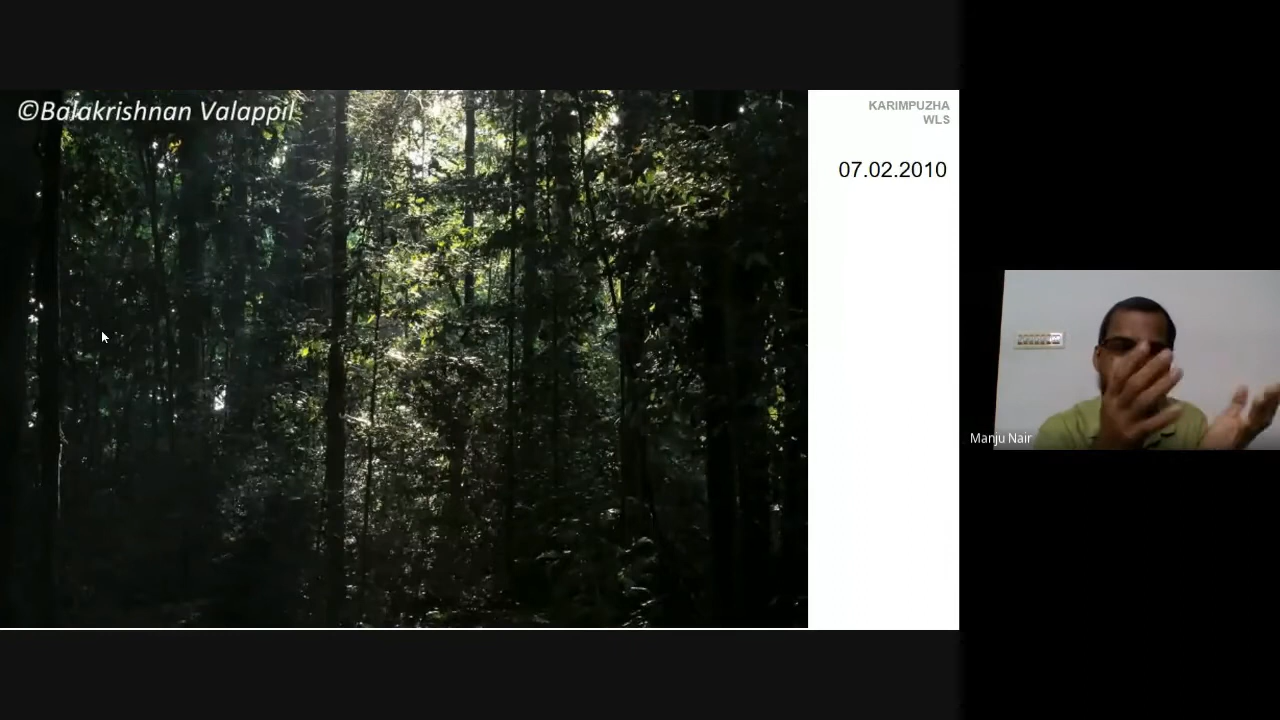 ©Balakrishnan Valappil
KARIMPUZHA
WLS
07.02.2010
Manju Nair